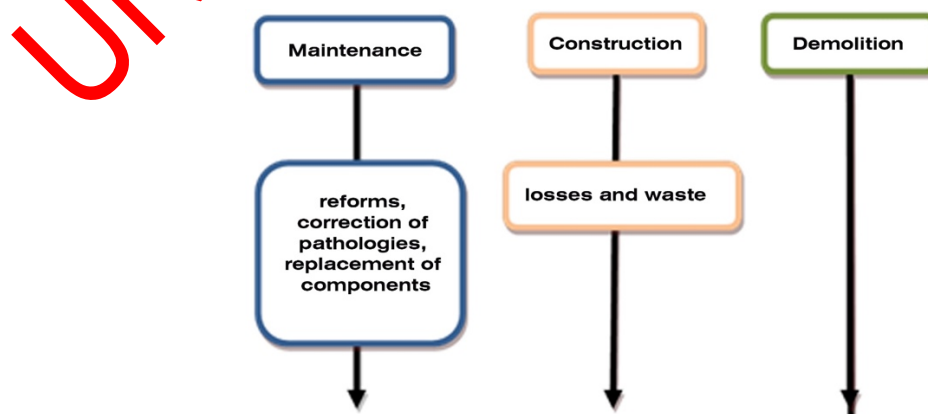 Maintenance
Construction
Demolition
reforms,
correction of
pathologies,
replacement of
components
losses and waste